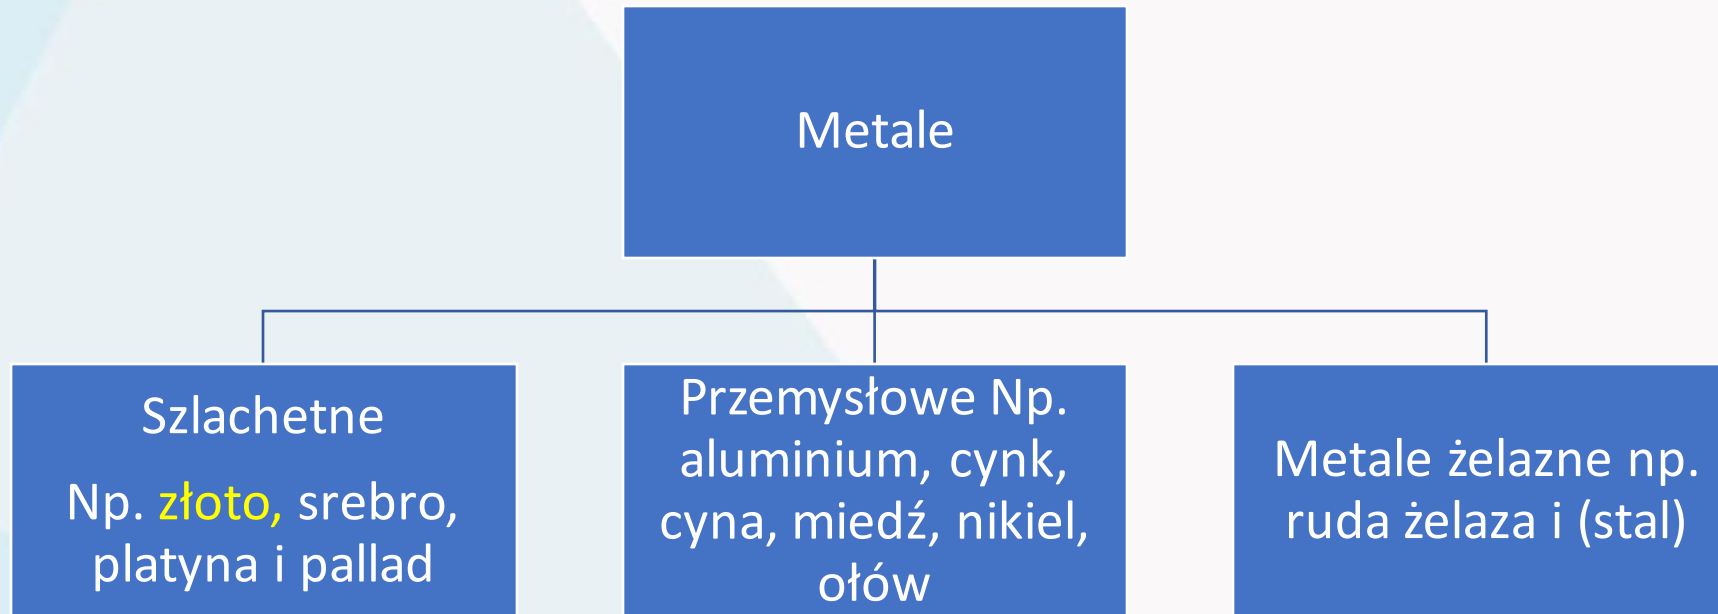 Metale
Szlachetne
Np. złoto, srebro,
platyna i pallad
Przemysłowe Np.
aluminium, cynk,
cyna, miedź, nikiel,
ołów
Metale żelazne np.
ruda żelaza i (stal)